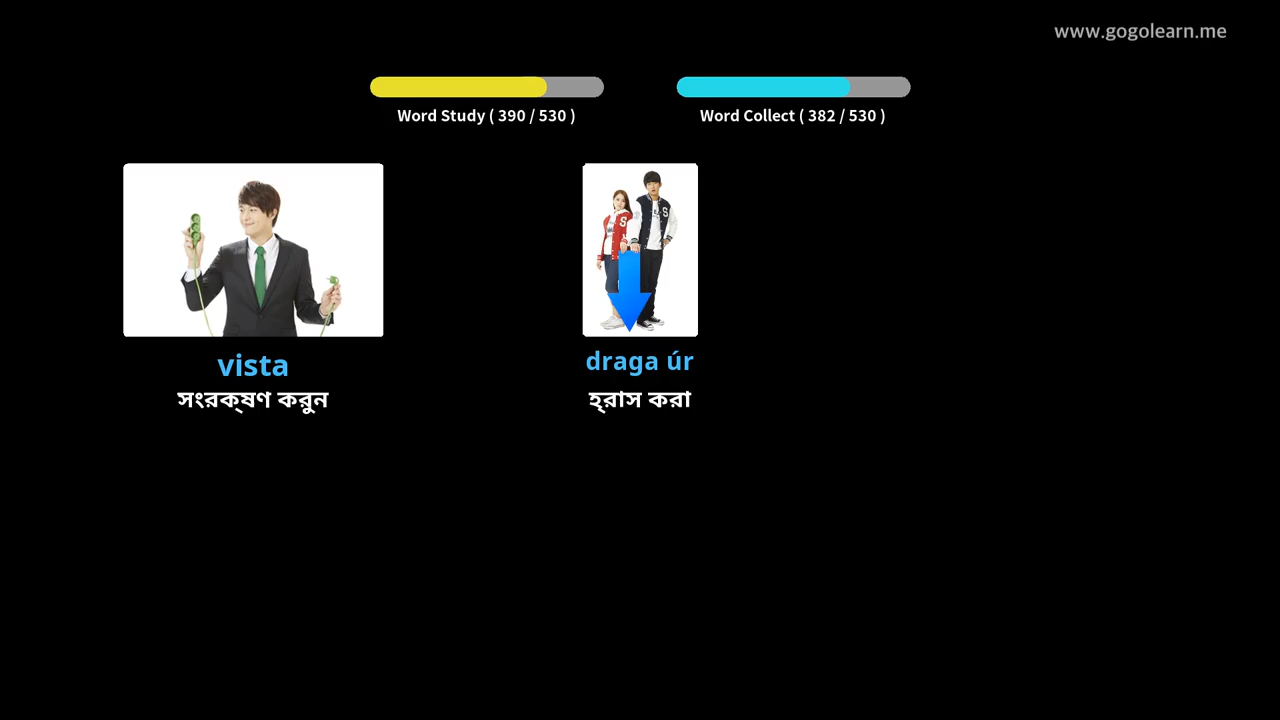 www.gogolearn.me
Word Study ( 390 / 530 )
Word Collect ( 382 / 530 )
vista
সংরক্ষণ করুন
draga úr
হ্রাস করা